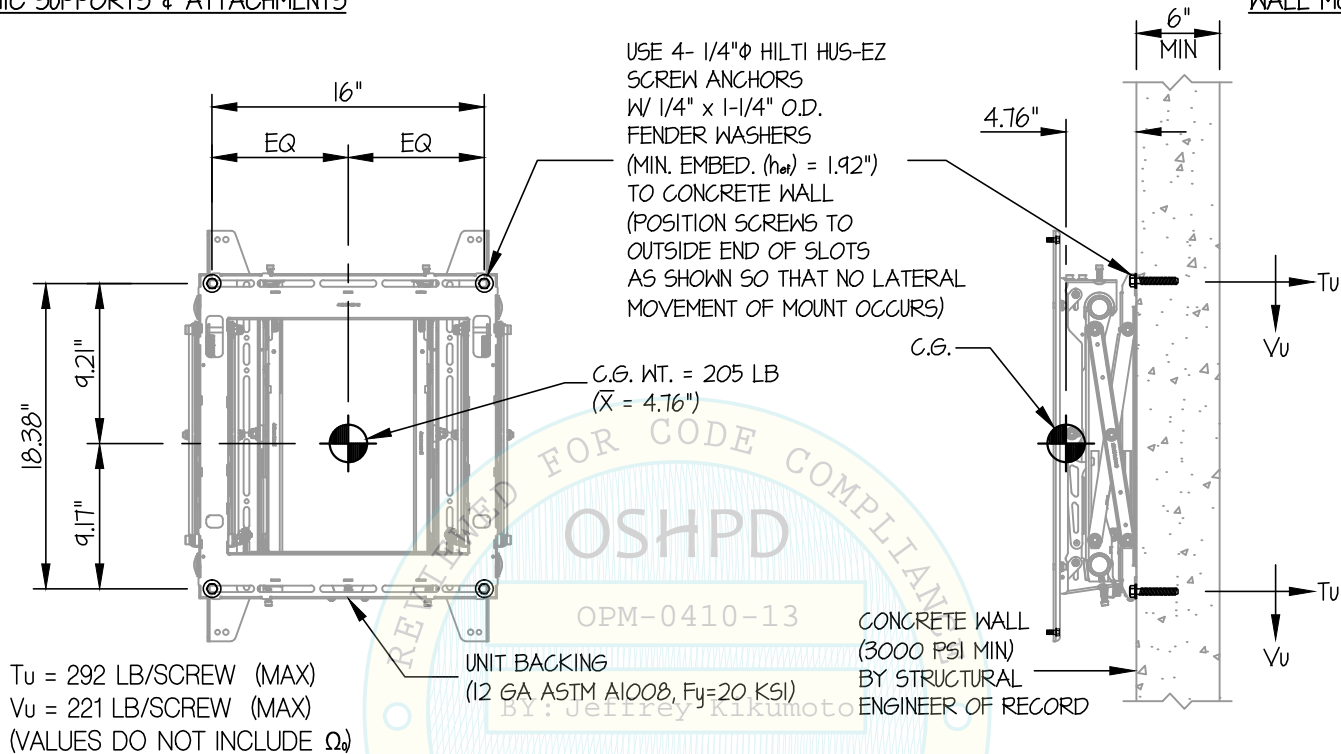 SUPPORTS & ATTACHMENTS
WALL
16"
EQ
EQ
18.38"
9.21"
9.17"
USE 4- 1/4"Φ HILTI HUS-EZ
SCREW ANCHORS
W/ 1/4" x 1-1/4" O.D.
FENDER WASHERS
(MIN. EMBED. (hef) = 1.92")
TO CONCRETE WALL
(POSITION SCREWS TO
OUTSIDE END OF SLOTS
AS SHOWN SO THAT NO LATERAL
MOVEMENT OF MOUNT OCCURS)
C.G. WT. = 205 LB
(X̅ = 4.76")
6"
MIN
4.76"
C.G.
Tu
Vu
Tu
Vu
REVIEWED FOR CODE COMPLIANCE
OSHPD
OPM-0410-13
BY: Jeffrey Kikumoto
UNIT BACKING
(12 GA ASTM A1008, Fy=20 KSI)
CONCRETE WALL
(3000 PSI MIN)
BY STRUCTURAL
ENGINEER OF RECORD
Tu = 292 LB/SCREW (MAX)
Vu = 221 LB/SCREW (MAX)
(VALUES DO NOT INCLUDE Ω₀)